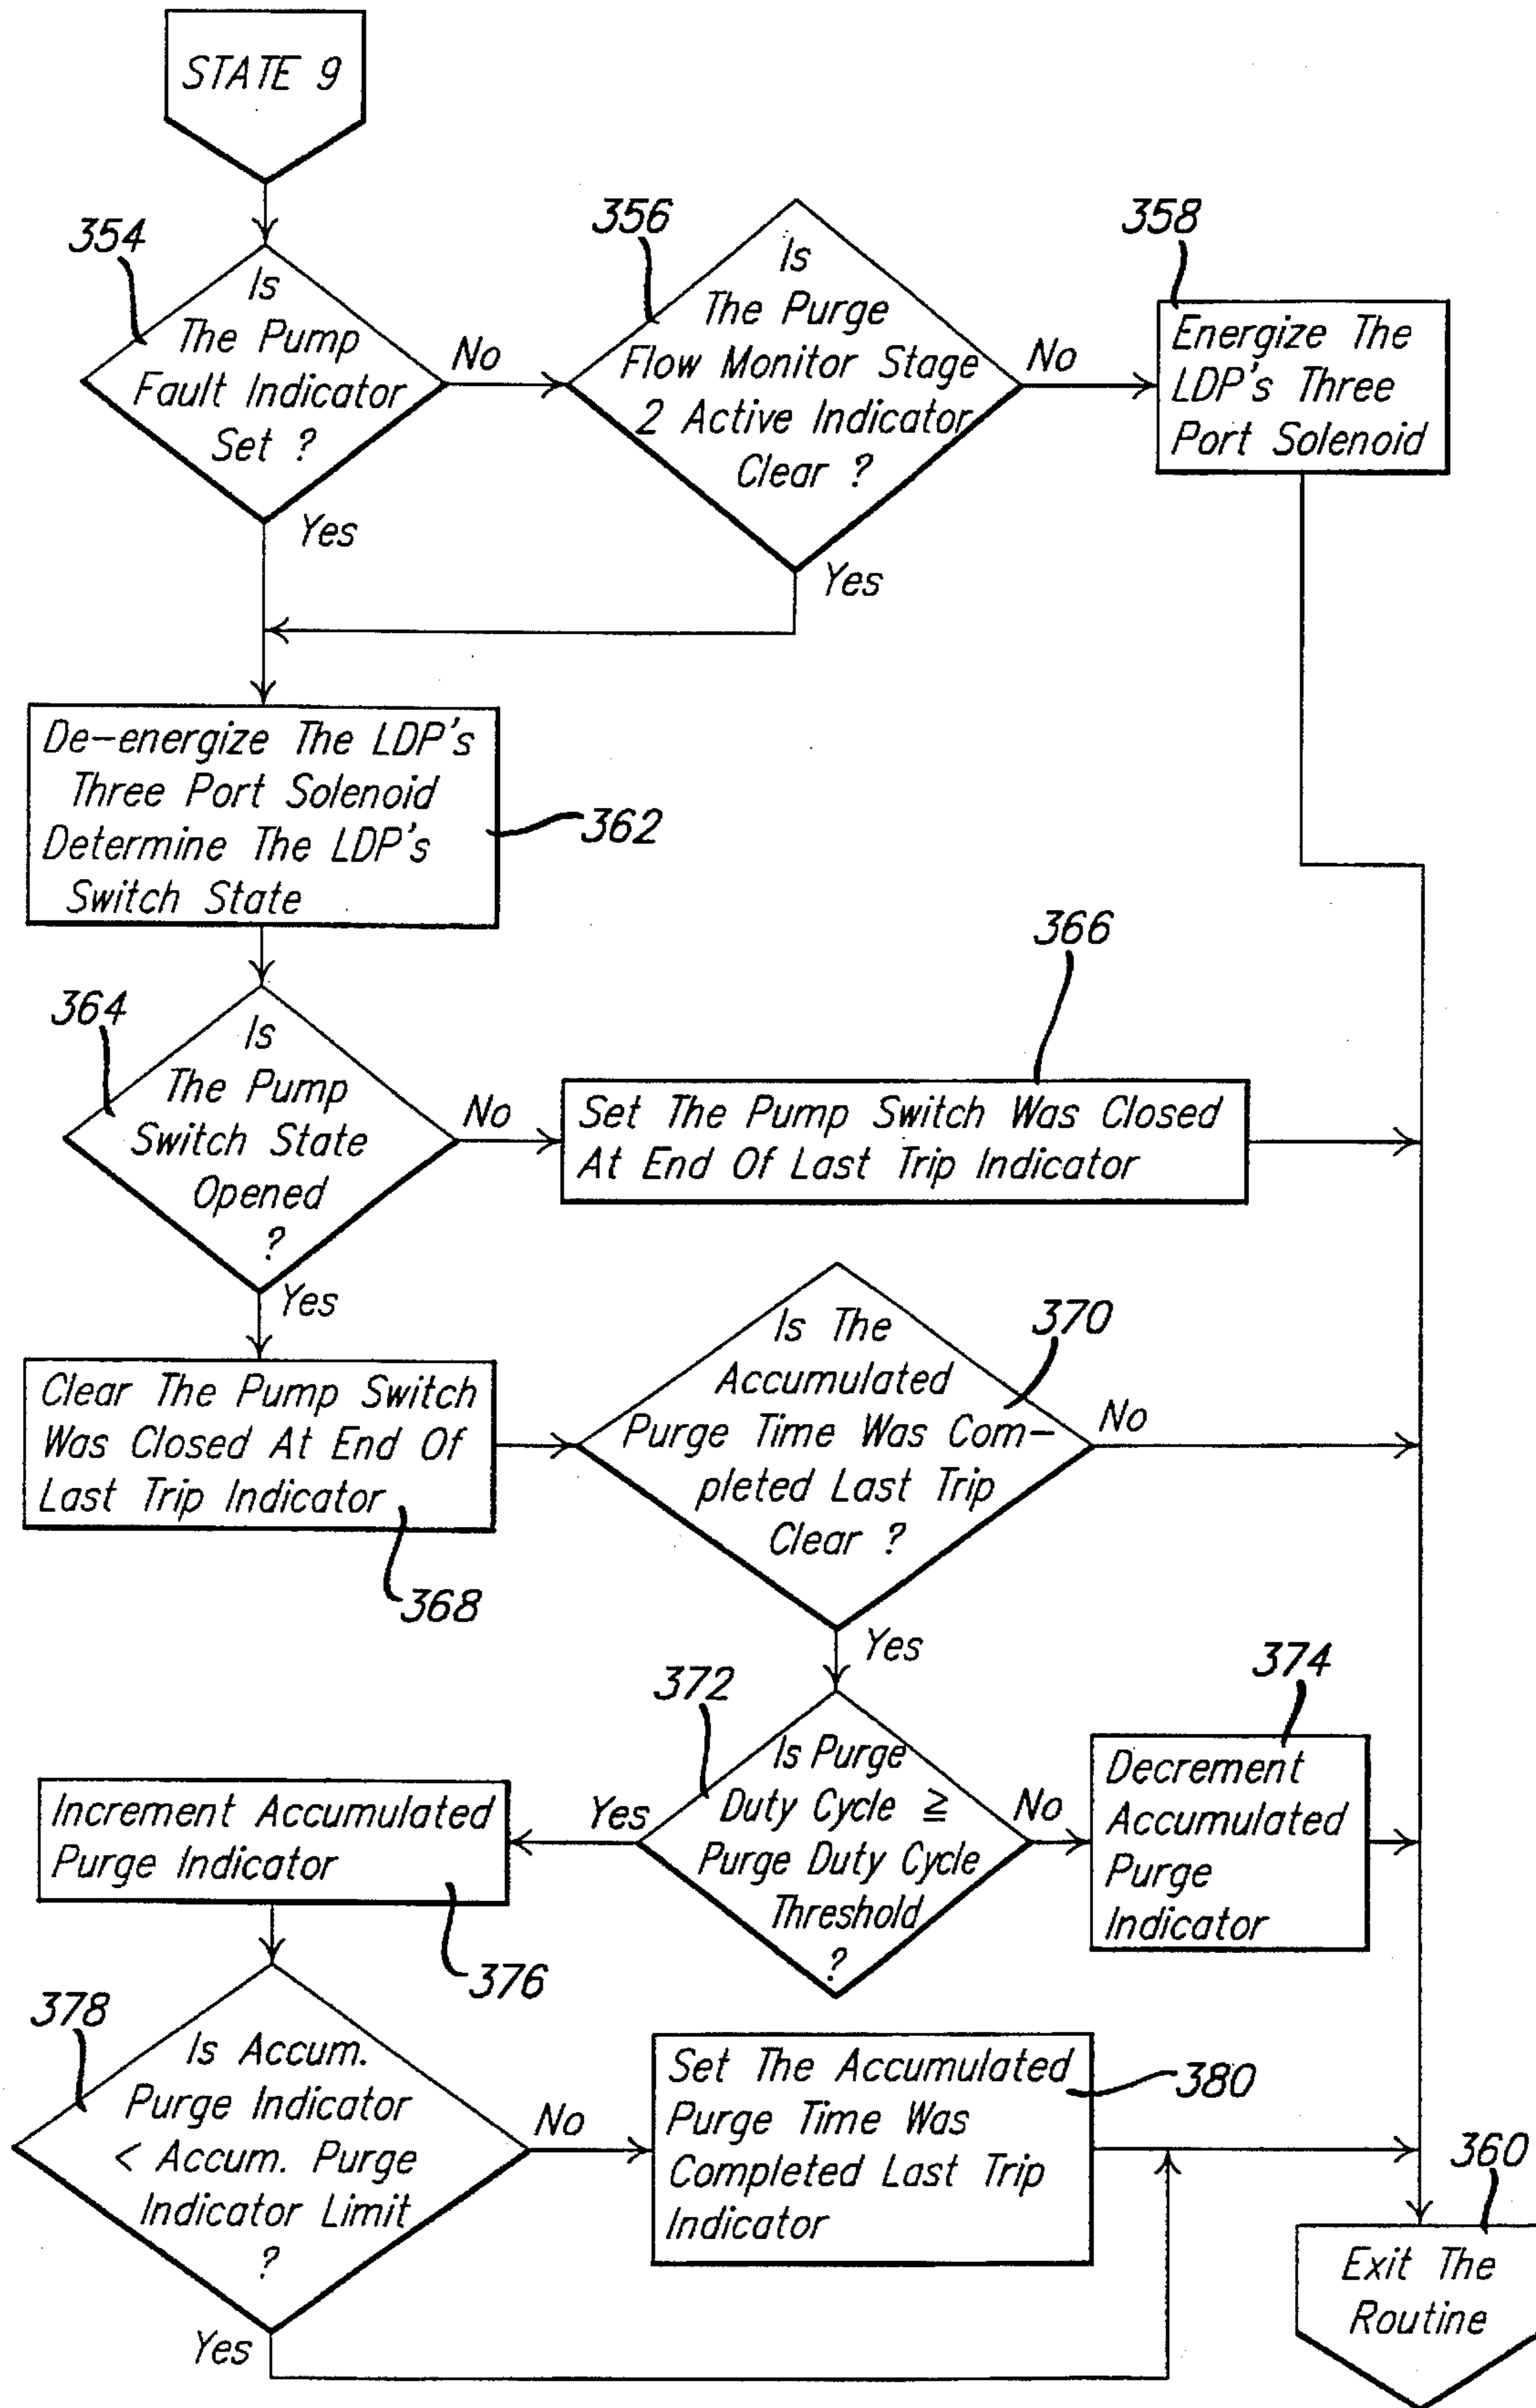 STATE 9
354
Is
The Pump
Fault Indicator
Set ?
No
Yes
356
Is
The Purge
Flow Monitor Stage
2 Active Indicator
Clear ?
No
Yes
358
Energize The
LDP's Three
Port Solenoid
De-energize The LDP's
Three Port Solenoid
Determine The LDP's
Switch State
362
364
Is
The Pump
Switch State
Opened
?
No
Yes
366
Set The Pump Switch Was Closed
At End Of Last Trip Indicator
Clear The Pump Switch
Was Closed At End Of
Last Trip Indicator
368
370
Is The
Accumulated
Purge Time Was Com-
pleted Last Trip
Clear ?
No
Yes
372
Is Purge
Duty Cycle ≧
Purge Duty Cycle
Threshold
?
Yes
No
374
Decrement
Accumulated
Purge
Indicator
Increment Accumulated
Purge Indicator
376
378
Is Accum.
Purge Indicator
< Accum. Purge
Indicator Limit
?
No
Yes
Set The Accumulated
Purge Time Was
Completed Last Trip
Indicator
380
360
Exit The
Routine